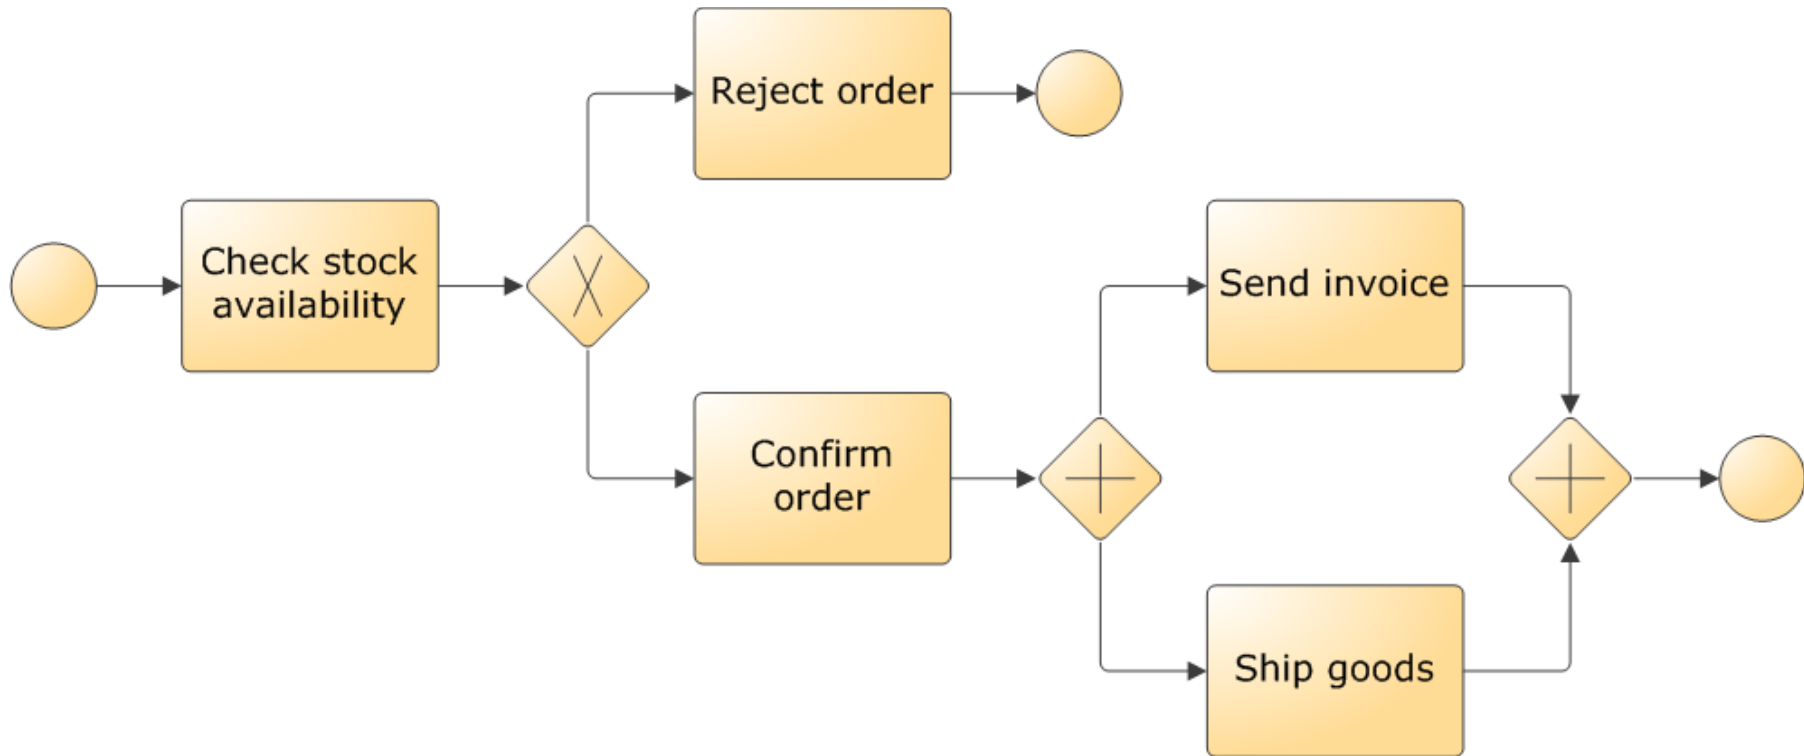 Reject order
Check stock
availability
Send invoice
Confirm
order
Ship goods